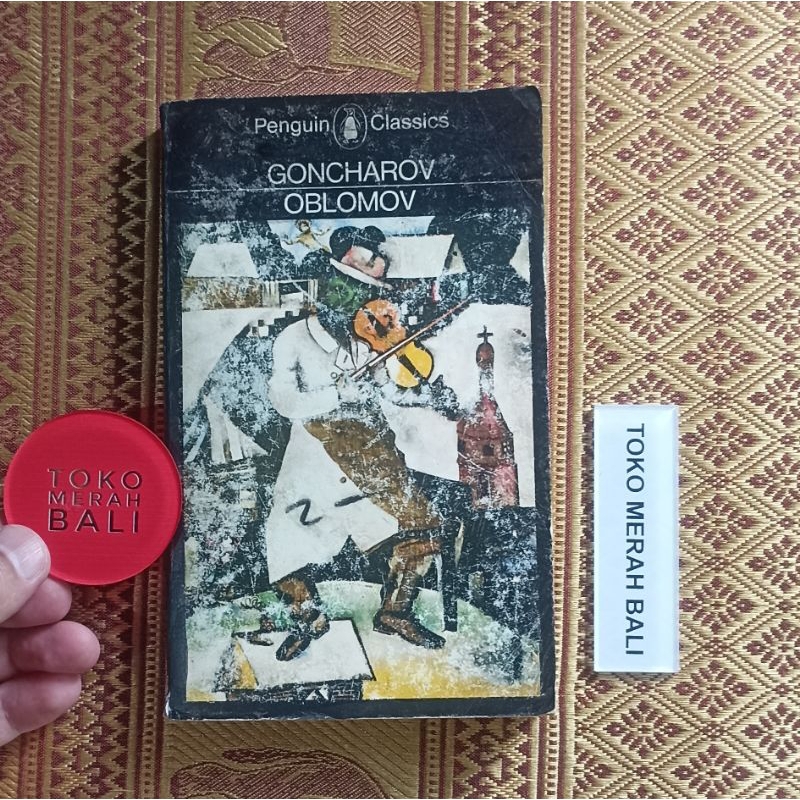 Penguin Classics
GONCHAROV
OBLOMOV
TOKO
MERAH
BALI
TOKO MERAH BALI